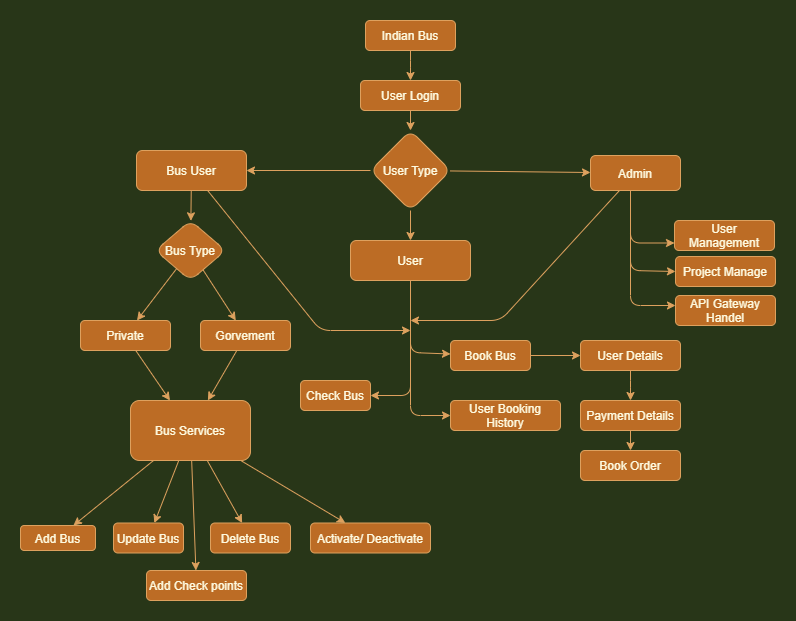 Indian Bus
User Login
Bus User
User Type
Admin
User
Management
Bus Type
User
Project Manage
API Gateway
Handel
Private
Gorvement
Book Bus
User Details
Check Bus
User Booking
History
Payment Details
Bus Services
Book Order
Add Bus
Update Bus
Delete Bus
Activate/ Deactivate
Add Check points